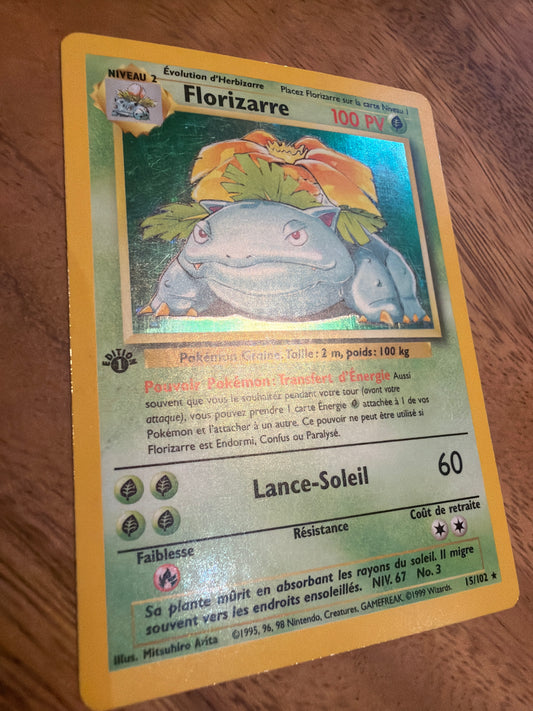 NIVEAU 2 Évolution d'Herbizarre Placez Florizarre sur la carte Niveau 1
Florizarre 100 PV
EDITION
1
Pokémon Graine. Taille : 2 m, poids : 100 kg
Pouvoir Pokémon : Transfert d'Énergie Aussi
souvent que vous le souhaitez pendant votre tour (avant votre
attaque), vous pouvez prendre 1 carte Énergie attachée à 1 de vos
Pokémon et l'attacher à un autre. Ce pouvoir ne peut être utilisé si
Florizarre est Endormi, Confus ou Paralysé.
Lance-Soleil 60
Faiblesse Résistance Coût de retraite
Sa plante mûrit en absorbant les rayons du soleil. Il migre
souvent vers les endroits ensoleillés. NIV. 67 No. 3
Illus. Mitsuhiro Arita ©1995, 96, 98 Nintendo, Creatures, GAMEFREAK. ©1999 Wizards. 15/102 ★